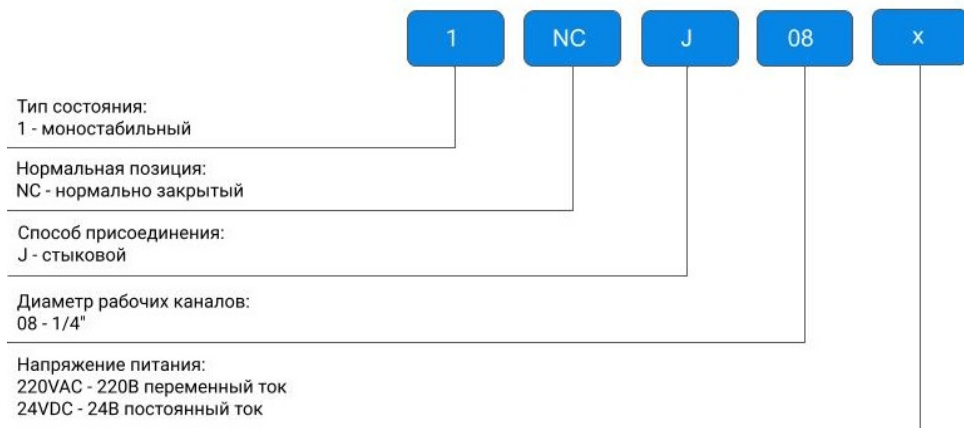 1 NC J 08 x
Тип состояния:
1 - моностабильный
Нормальная позиция:
NC - нормально закрытый
Способ присоединения:
J - стыковой
Диаметр рабочих каналов:
08 - 1/4"
Напряжение питания:
220VAC - 220В переменный ток
24VDC - 24В постоянный ток